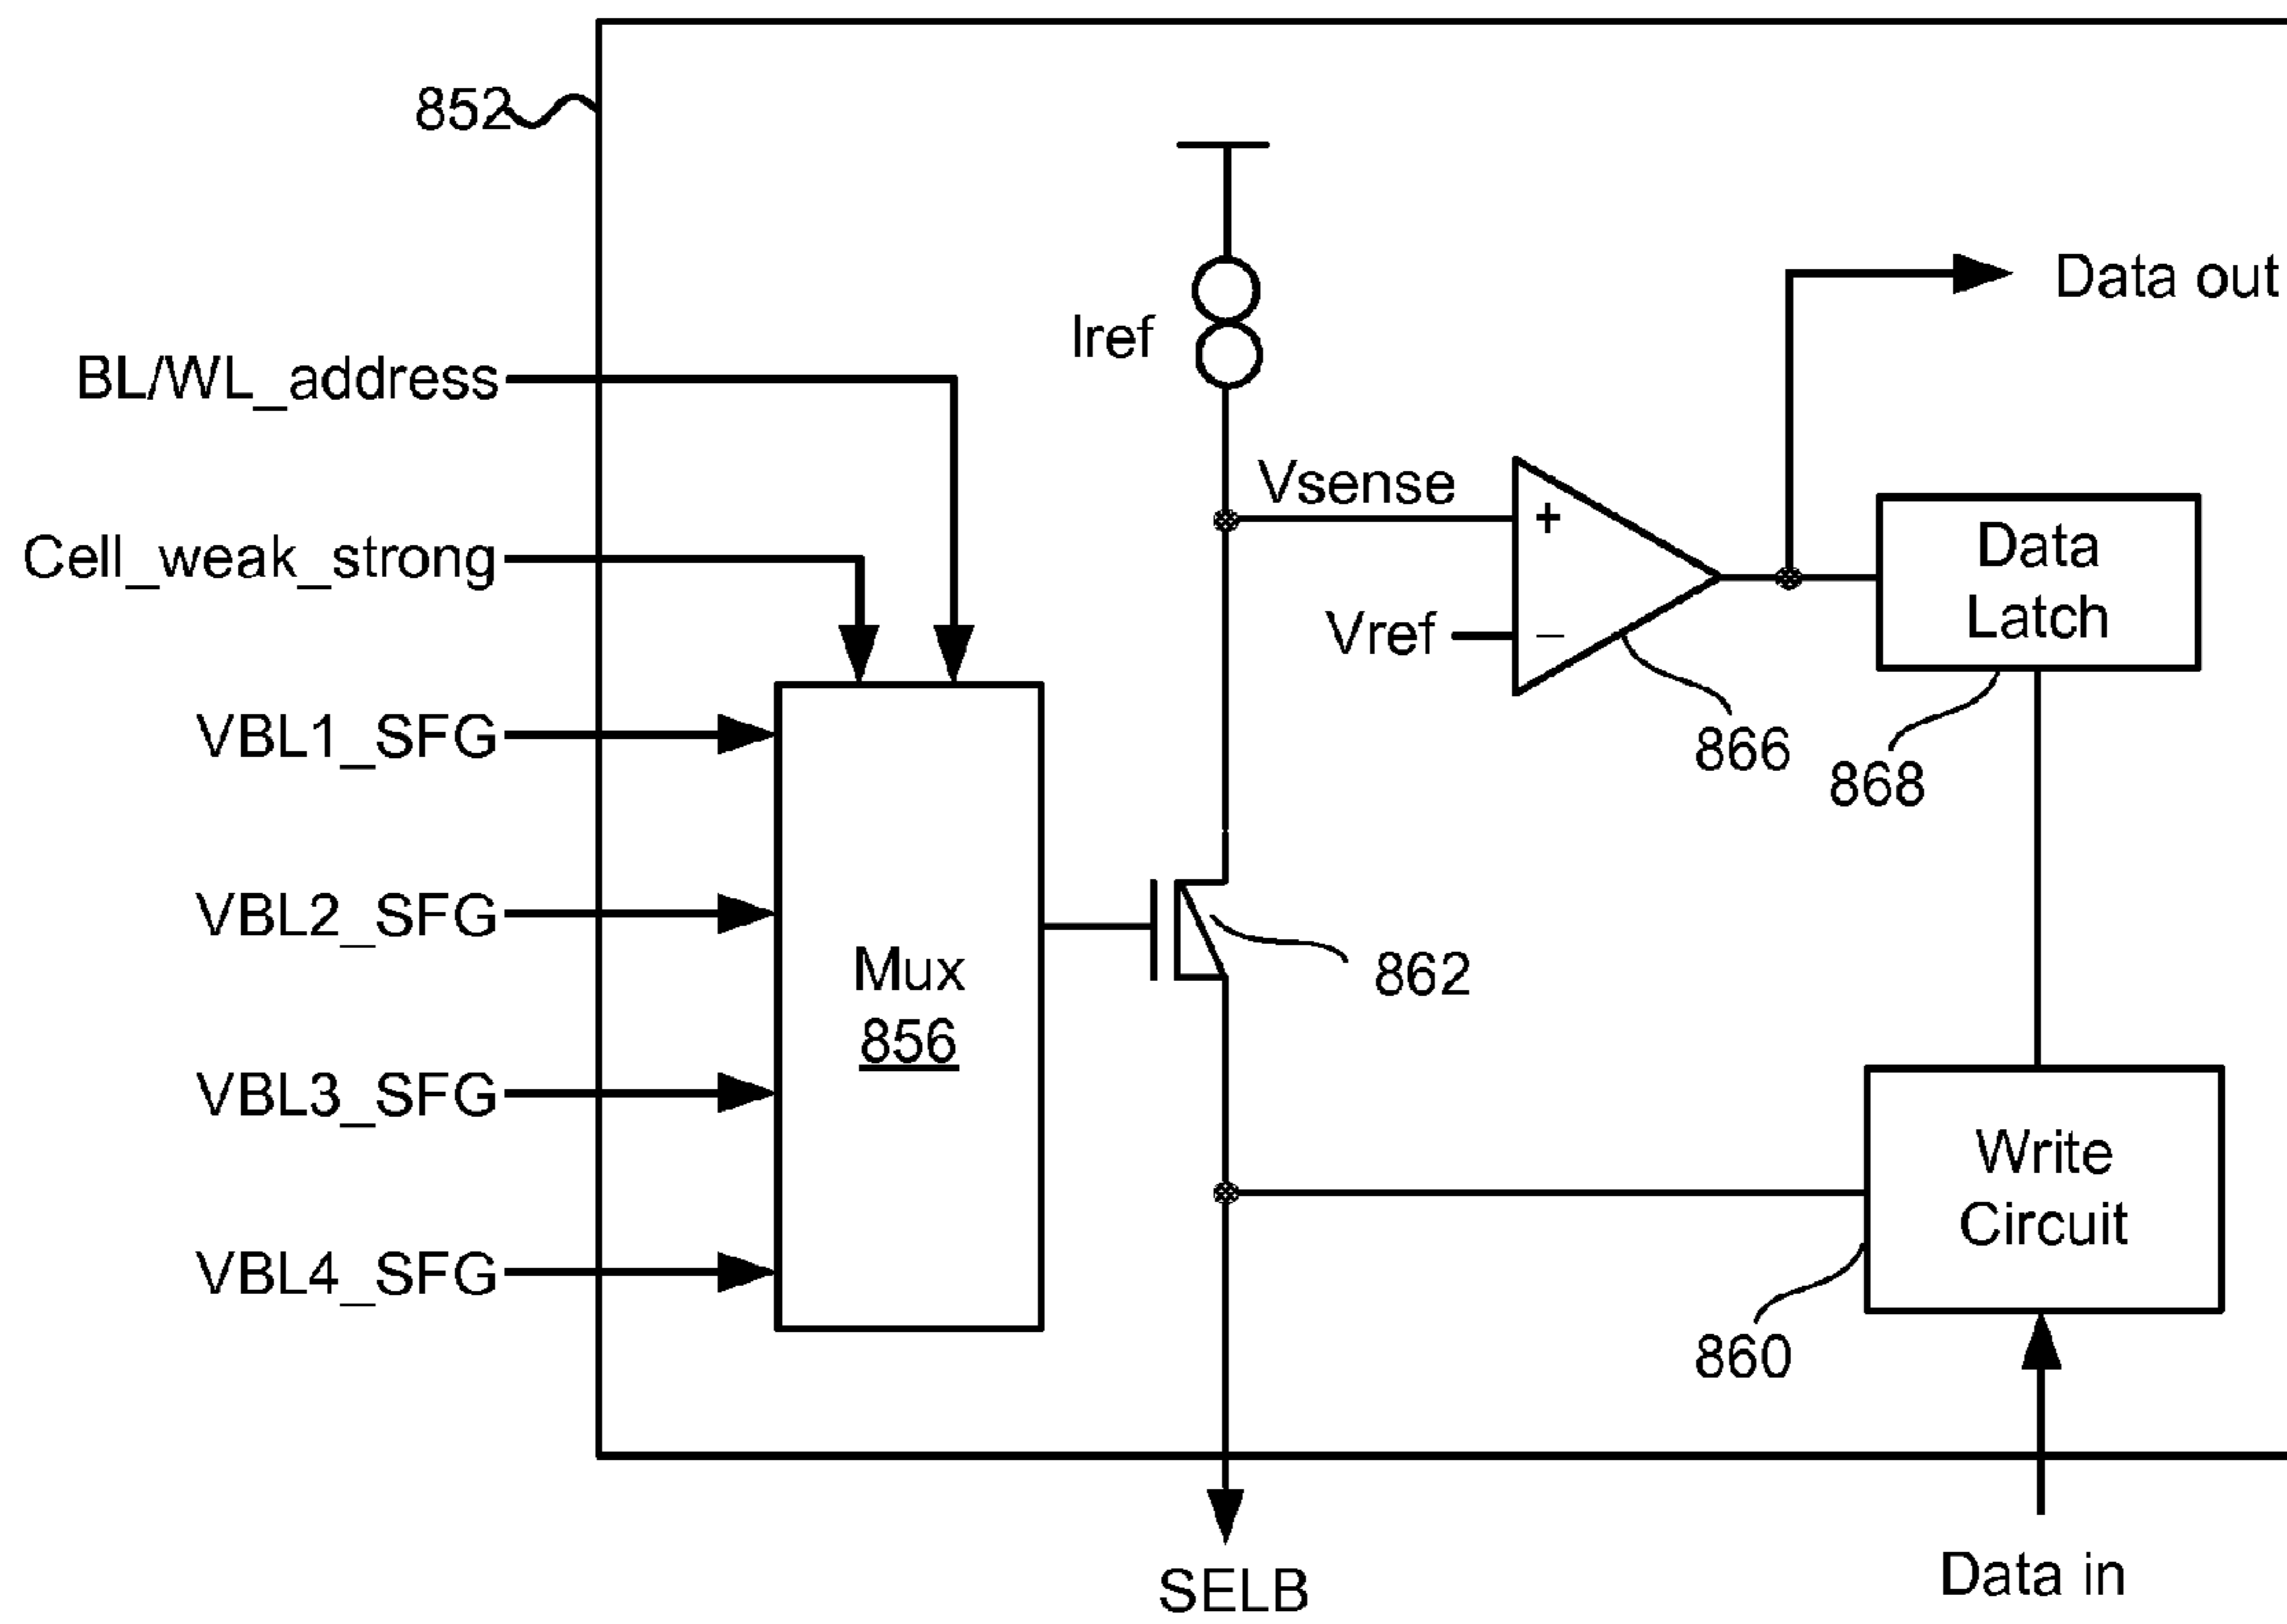 852
Data out
Iref
BL/WL_address
Vsense
+
Data
Latch
Cell_weak_strong
Vref
–
VBL1_SFG
866
868
VBL2_SFG
Mux
856
862
VBL3_SFG
Write
Circuit
VBL4_SFG
860
SELB
Data in